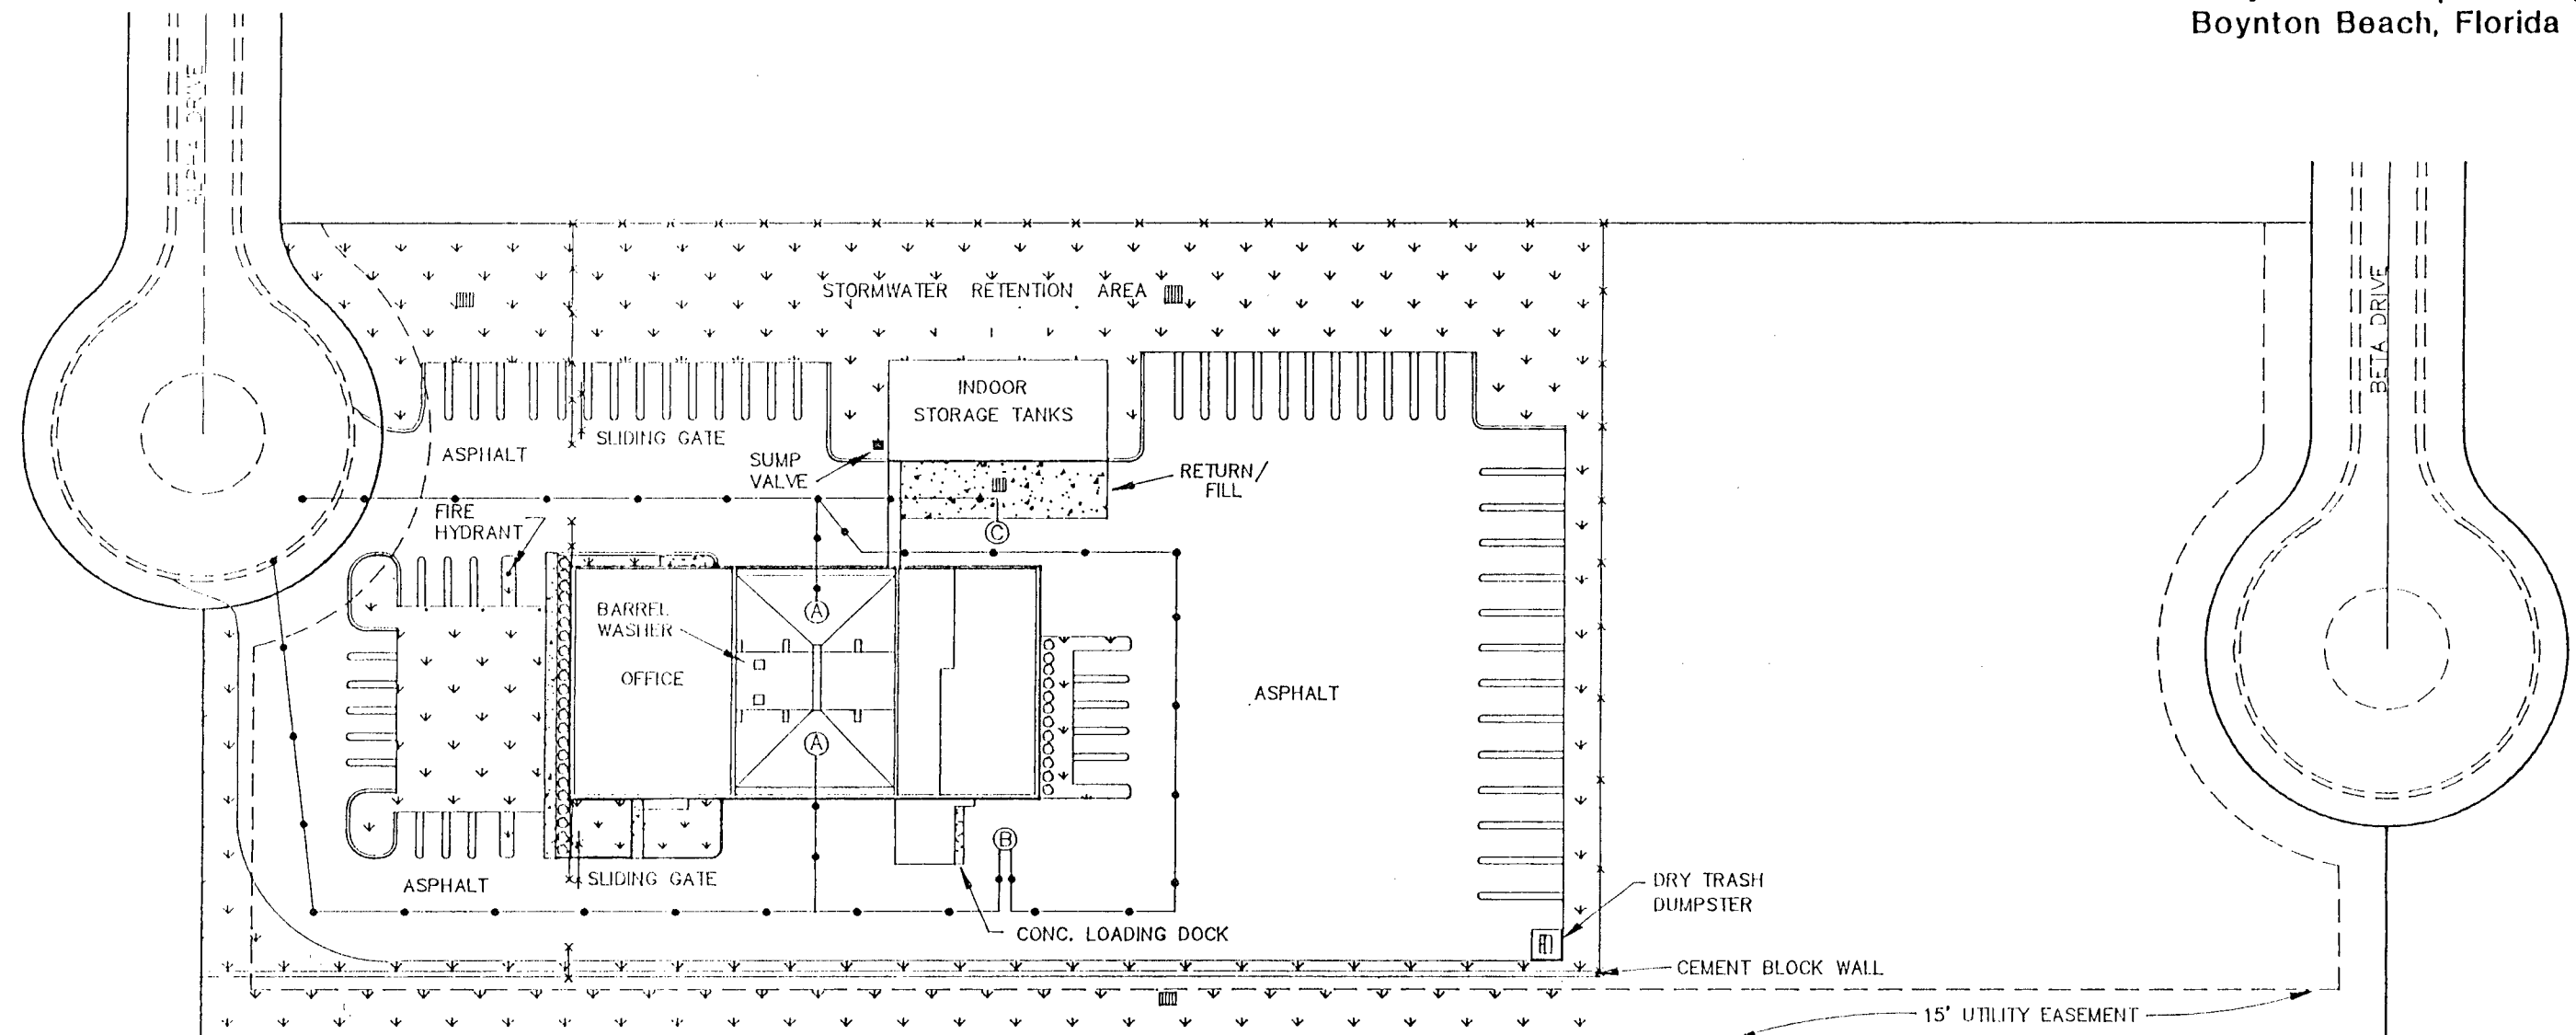 Boynton Beach, Florida
ALPHA DRIVE
BETA DRIVE
STORMWATER RETENTION AREA
INDOOR
STORAGE TANKS
SLIDING GATE
ASPHALT
SUMP
VALVE
RETURN/
FILL
FIRE
HYDRANT
C
BARREL
WASHER
A
OFFICE
ASPHALT
A
B
ASPHALT
SLIDING GATE
DRY TRASH
DUMPSTER
CONC. LOADING DOCK
CEMENT BLOCK WALL
15' UTILITY EASEMENT